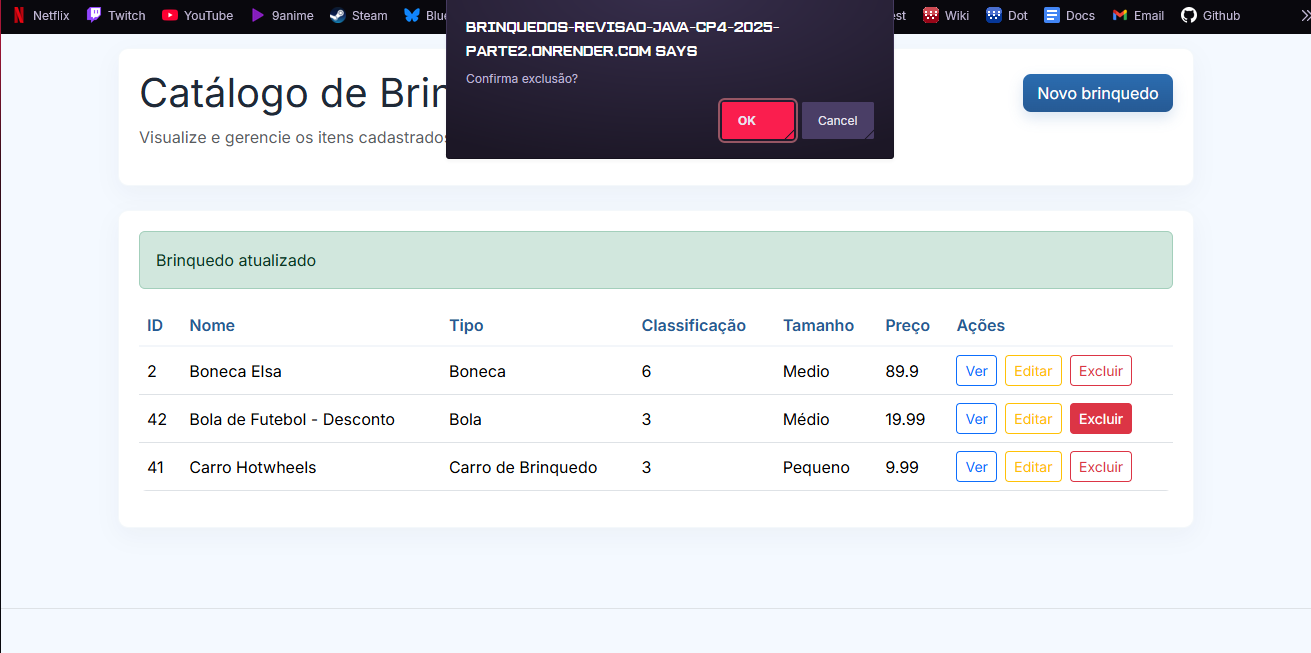 Netflix Twitch YouTube 9anime Steam Blue est Wiki Dot Docs Email Github
BRINQUEDOS-REVISAO-JAVA-CP4-2025-
PARTE2.ONRENDER.COM SAYS
Confirma exclusão?
OK Cancel
Catálogo de Brin
Novo brinquedo
Visualize e gerencie os itens cadastrados
Brinquedo atualizado
ID Nome Tipo Classificação Tamanho Preço Ações
2 Boneca Elsa Boneca 6 Medio 89.9 Ver Editar Excluir
42 Bola de Futebol - Desconto Bola 3 Médio 19.99 Ver Editar Excluir
41 Carro Hotwheels Carro de Brinquedo 3 Pequeno 9.99 Ver Editar Excluir